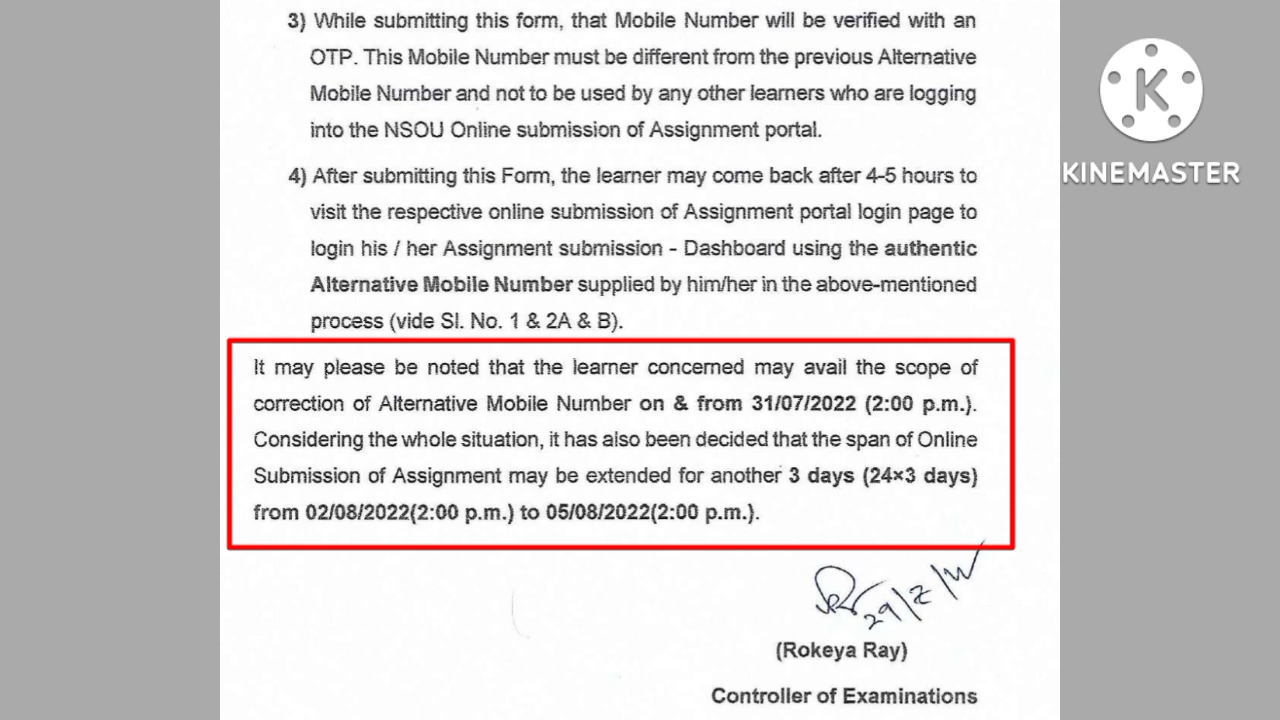 3) While submitting this form, that Mobile Number will be verified with an
OTP. This Mobile Number must be different from the previous Alternative
Mobile Number and not to be used by any other learners who are logging
into the NSOU Online submission of Assignment portal.
4) After submitting this Form, the learner may come back after 4-5 hours to
visit the respective online submission of Assignment portal login page to
login his / her Assignment submission - Dashboard using the authentic
Alternative Mobile Number supplied by him/her in the above-mentioned
process (vide Sl. No. 1 & 2A & B).
It may please be noted that the learner concerned may avail the scope of
correction of Alternative Mobile Number on & from 31/07/2022 (2:00 p.m.).
Considering the whole situation, it has also been decided that the span of Online
Submission of Assignment may be extended for another 3 days (24×3 days)
from 02/08/2022(2:00 p.m.) to 05/08/2022(2:00 p.m.).
(Rokeya Ray)
Controller of Examinations
K
KINEMASTER